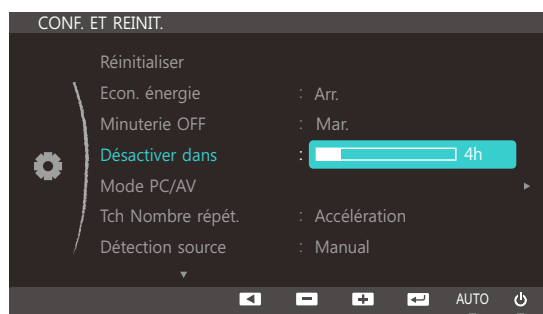 CONF. ET REINIT.
Réinitialiser
Econ. énergie : Arr.
Minuterie OFF : Mar.
Désactiver dans : 4h
Mode PC/AV
Tch Nombre répét. : Accélération
Détection source : Manual
AUTO